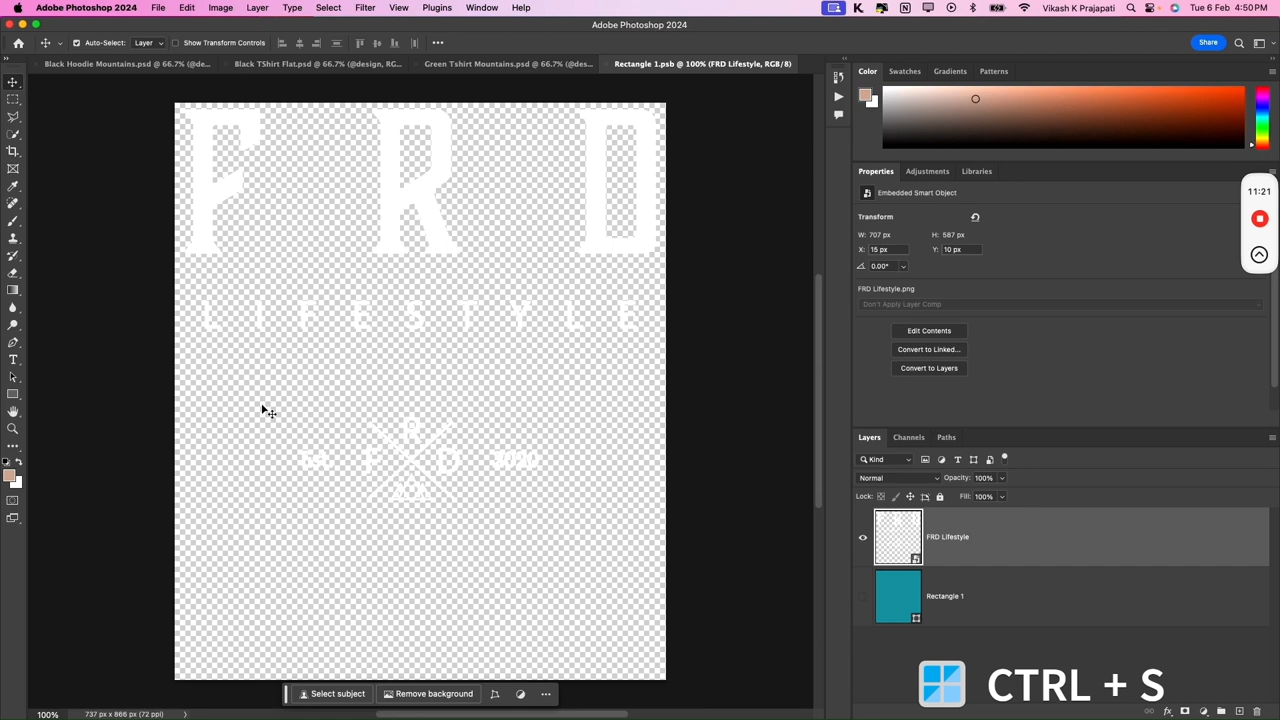 Adobe Photoshop 2024 File Edit Image Layer Type Select Filter View Plugins Window Help Vikash K Prajapati Tue 6 Feb 4:50 PM
Adobe Photoshop 2024
Auto-Select: Layer Show Transform Controls Share
Black Hoodie Mountains.psd @ 66.7% (@de... Black TShirt Flat.psd @ 66.7% (@design, RG... Green Tshirt Mountains.psd @ 66.7% (@des... Rectangle 1.psb @ 100% (FRD Lifestyle, RGB/8)
Color Swatches Gradients Patterns
F R D
Properties Adjustments Libraries
Embedded Smart Object
11:21
Transform
W: 707 px H: 587 px
X: 15 px Y: 10 px
0.00°
FRD Lifestyle.png
Don't Apply Layer Comp
LIFESTYLE
Edit Contents
Convert to Linked...
Convert to Layers
Layers Channels Paths
Kind
Normal Opacity: 100%
Lock: Fill: 100%
R
F
FRD Lifestyle
Rectangle 1
Select subject Remove background
CTRL + S
100% 737 px x 866 px (72 ppi)